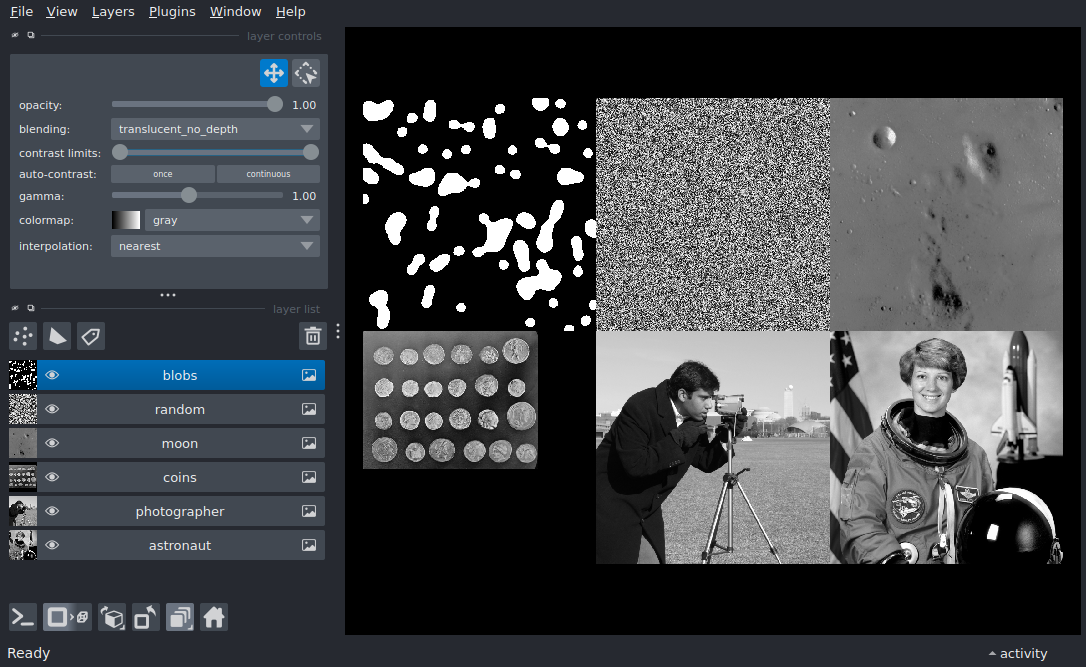 File View Layers Plugins Window Help
layer controls
opacity: 1.00
blending: translucent_no_depth
contrast limits:
auto-contrast: once continuous
gamma: 1.00
colormap: gray
interpolation: nearest
layer list
blobs
random
moon
coins
photographer
astronaut
Ready activity